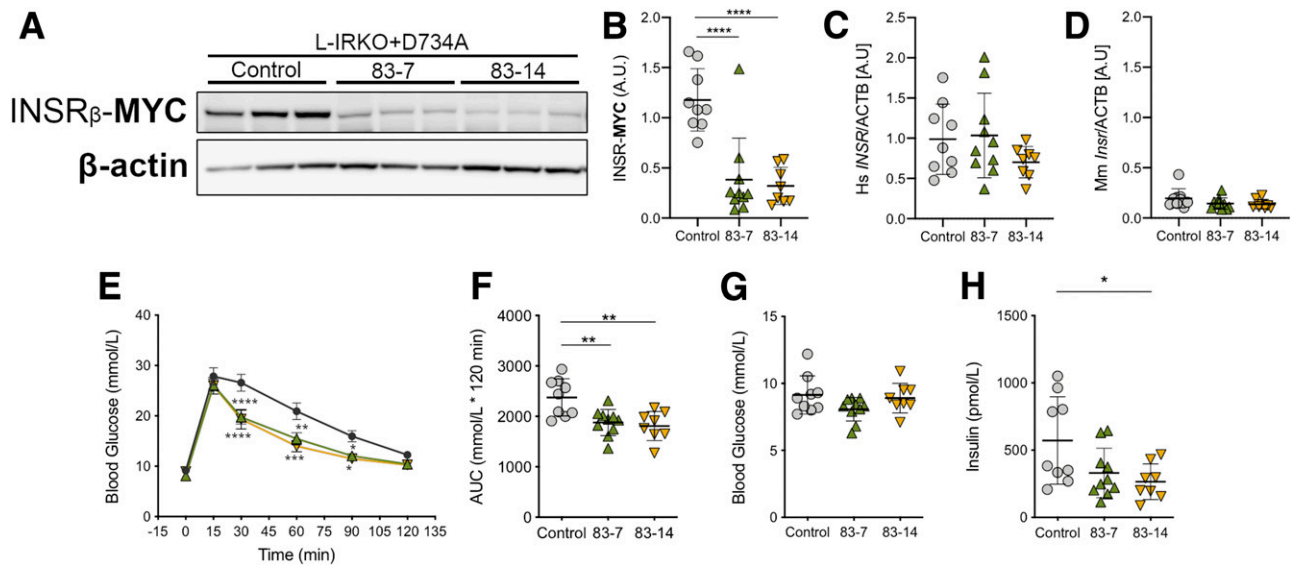 A
L-IRKO+D734A
Control 83-7 83-14
INSRβ-MYC
β-actin
B
INSR-MYC (A.U.)
2.0
1.5
1.0
0.5
0.0
****
****
Control 83-7 83-14
C
Hs INSR/ACTB [A.U]
2.5
2.0
1.5
1.0
0.5
0.0
Control 83-7 83-14
D
Mm Insr/ACTB [A.U]
2.0
1.5
1.0
0.5
0.0
Control 83-7 83-14
E
Blood Glucose (mmol/L)
40
30
20
10
0
****
****
**
***
*
*
-15 0 15 30 45 60 75 90 105 120 135
Time (min)
F
AUC (mmol/L * 120 min)
4000
3000
2000
1000
0
**
**
Control 83-7 83-14
G
Blood Glucose (mmol/L)
15
10
5
0
Control 83-7 83-14
H
Insulin (pmol/L)
1500
1000
500
0
*
Control 83-7 83-14